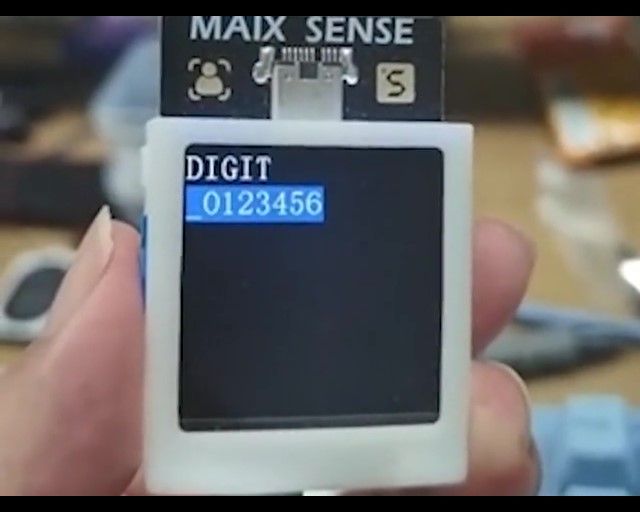 MAIX SENSE
S
DIGIT
_0123456